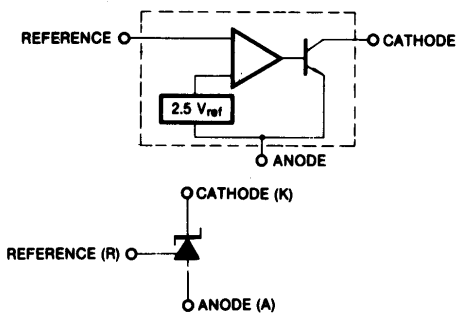 REFERENCE
CATHODE
2.5 Vref
ANODE
CATHODE (K)
REFERENCE (R)
ANODE (A)